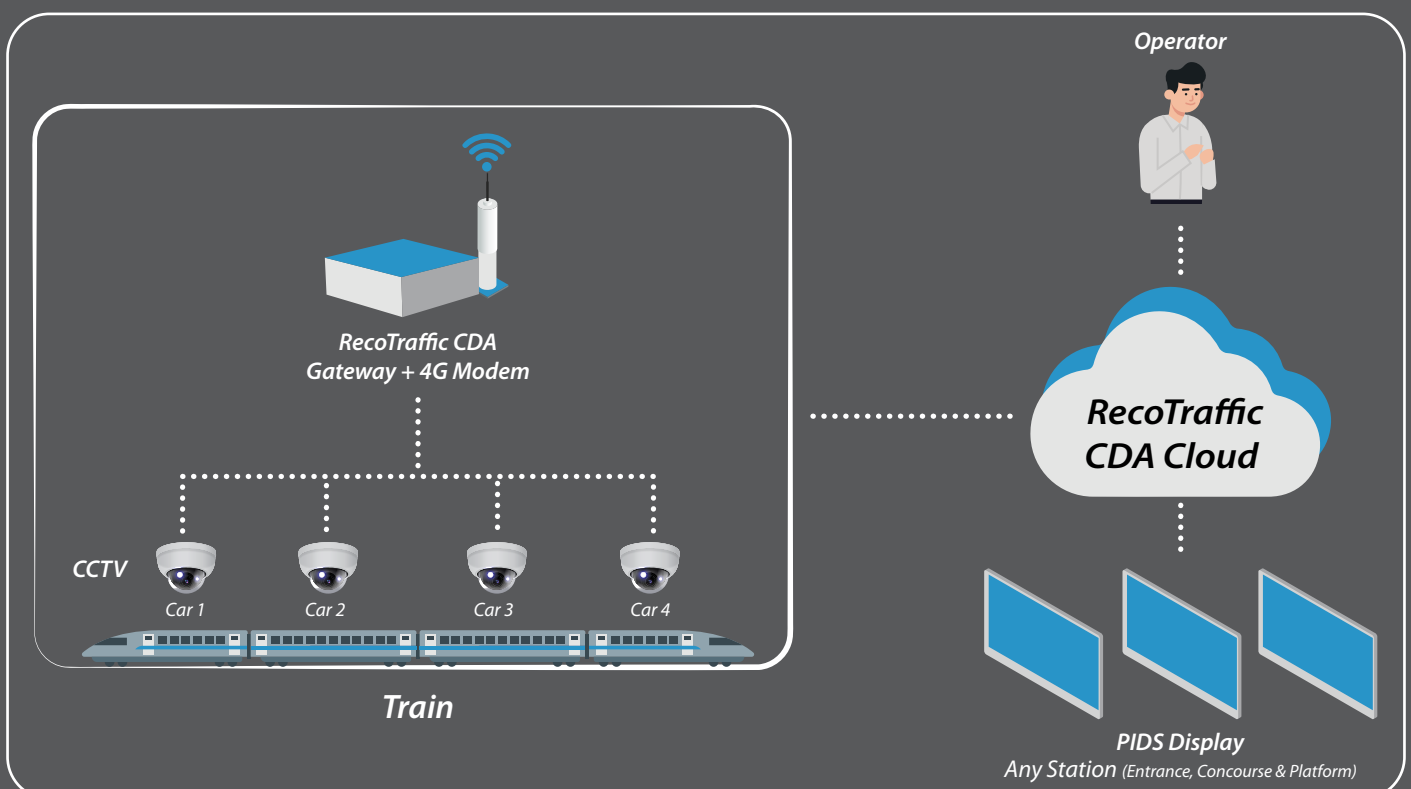 Operator
RecoTraffic CDA
Gateway + 4G Modem
RecoTraffic
CDA Cloud
CCTV
Car 1
Car 2
Car 3
Car 4
Train
PIDS Display
Any Station (Entrance, Concourse & Platform)